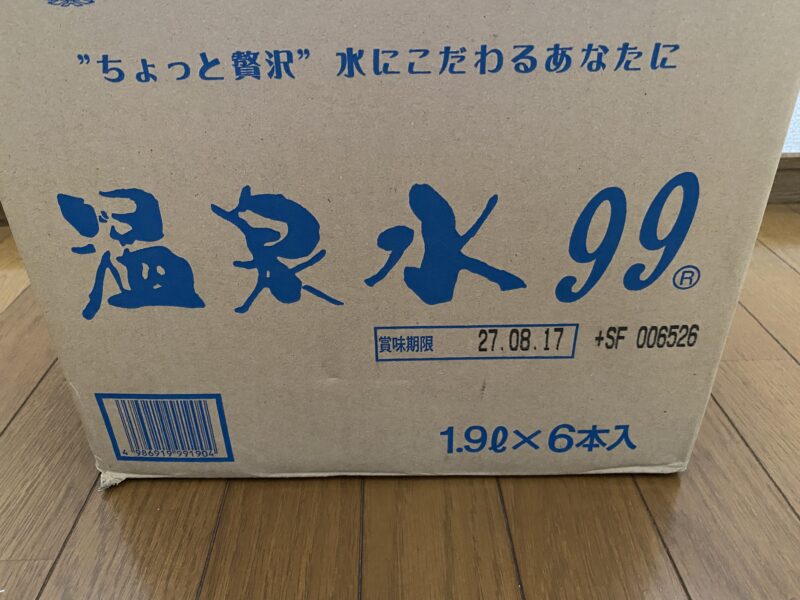 ”ちょっと贅沢” 水にこだわるあなたに
温泉水99®
賞味期限 27.08.17 +SF 006526
4 986919 991904
1.9ℓ×6本入